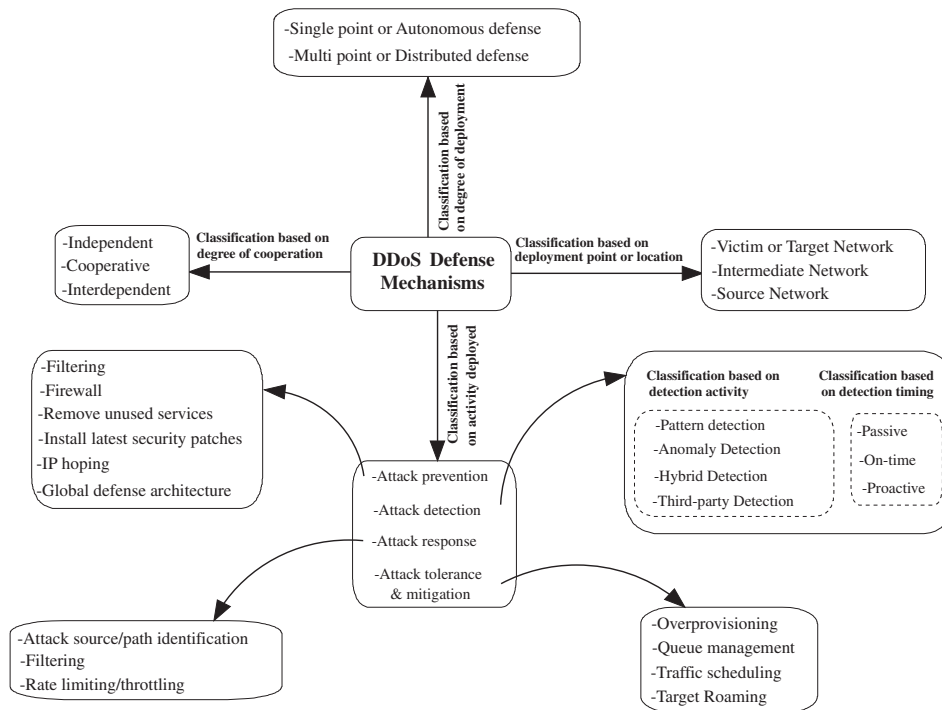 -Single point or Autonomous defense
-Multi point or Distributed defense
Classification based
on degree of deployment
-Independent
-Cooperative
-Interdependent
Classification based on
degree of cooperation
DDoS Defense
Mechanisms
Classification based on
deployment point or location
-Victim or Target Network
-Intermediate Network
-Source Network
Classification based
on activity deployed
-Filtering
-Firewall
-Remove unused services
-Install latest security patches
-IP hoping
-Global defense architecture
Classification based on
detection activity
-Pattern detection
-Anomaly Detection
-Hybrid Detection
-Third-party Detection
Classification based
on detection timing
-Passive
-On-time
-Proactive
-Attack prevention
-Attack detection
-Attack response
-Attack tolerance
& mitigation
-Attack source/path identification
-Filtering
-Rate limiting/throttling
-Overprovisioning
-Queue management
-Traffic scheduling
-Target Roaming